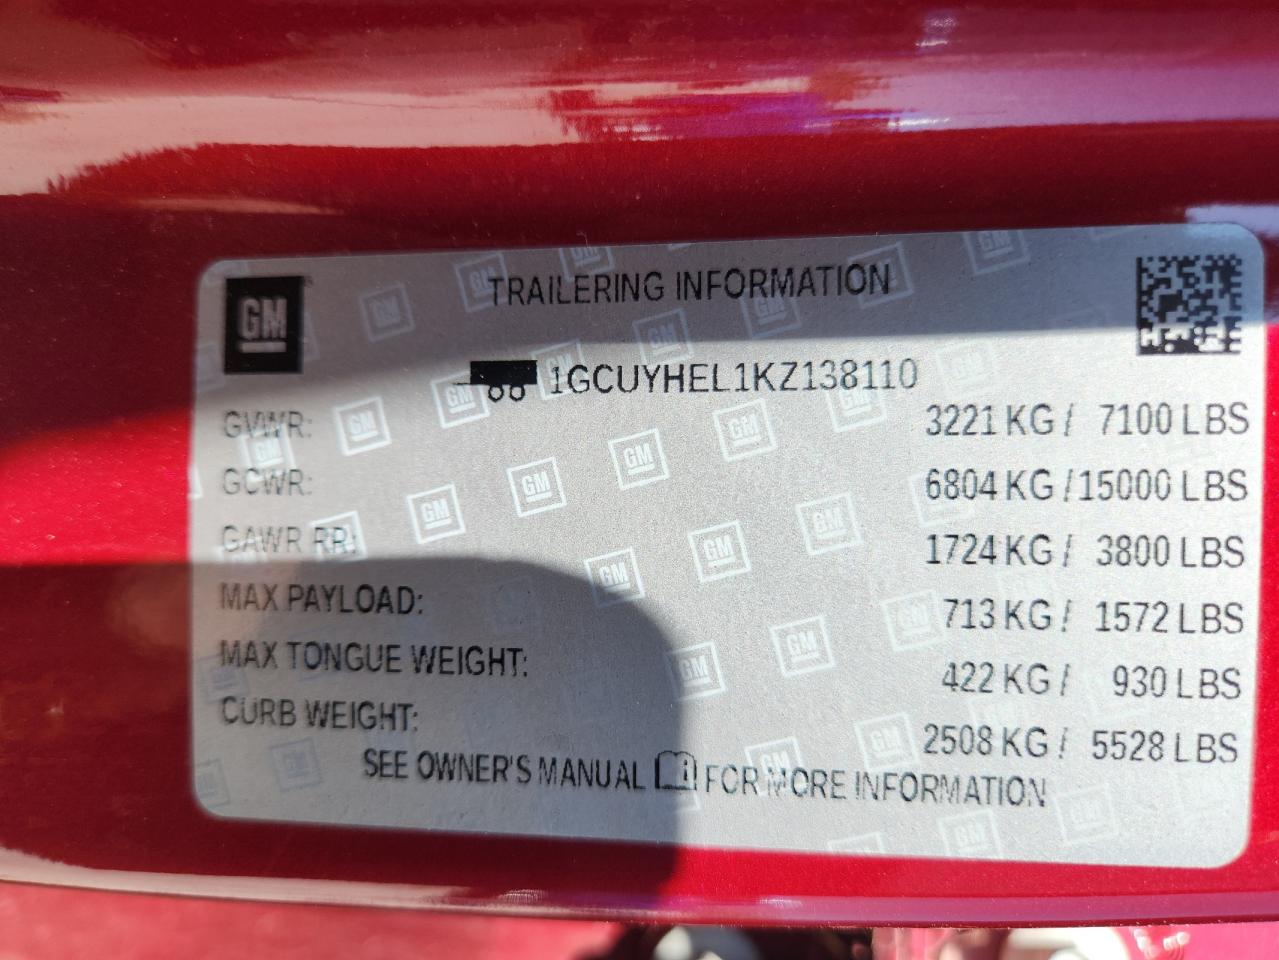 GM
TRAILERING INFORMATION
1GCUYHEL1KZ138110
GVWR: 3221 KG / 7100 LBS
GCWR: 6804 KG / 15000 LBS
GAWR RR: 1724 KG / 3800 LBS
MAX PAYLOAD: 713 KG / 1572 LBS
MAX TONGUE WEIGHT: 422 KG / 930 LBS
CURB WEIGHT: 2508 KG / 5528 LBS
SEE OWNER'S MANUAL FOR MORE INFORMATION